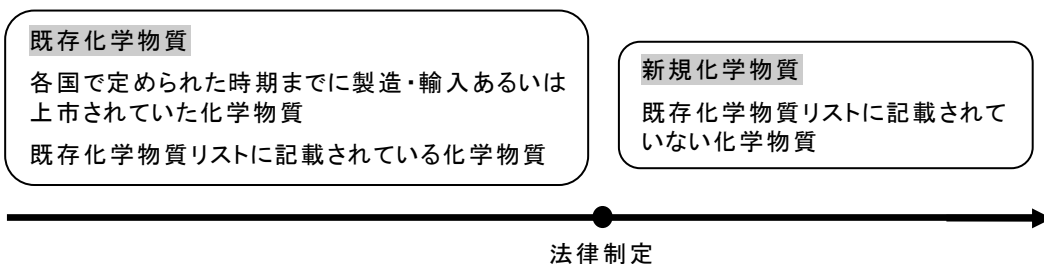 既存化学物質
各国で定められた時期までに製造・輸入あるいは
上市されていた化学物質
既存化学物質リストに記載されている化学物質
新規化学物質
既存化学物質リストに記載されて
いない化学物質
法律制定